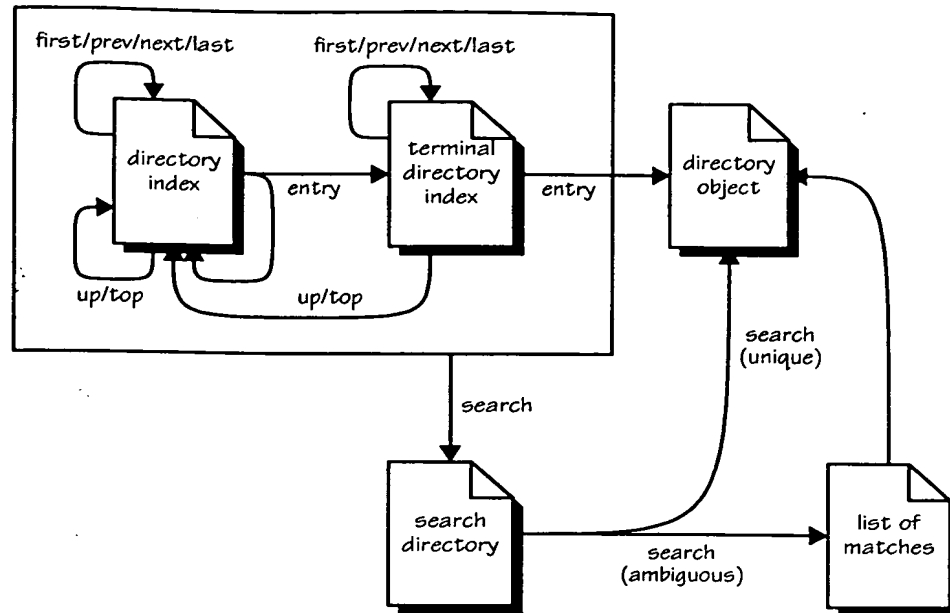 first/prev/next/last
first/prev/next/last
directory
index
terminal
directory
index
directory
object
entry
entry
up/top
up/top
search
(unique)
search
search
directory
search
(ambiguous)
list of
matches